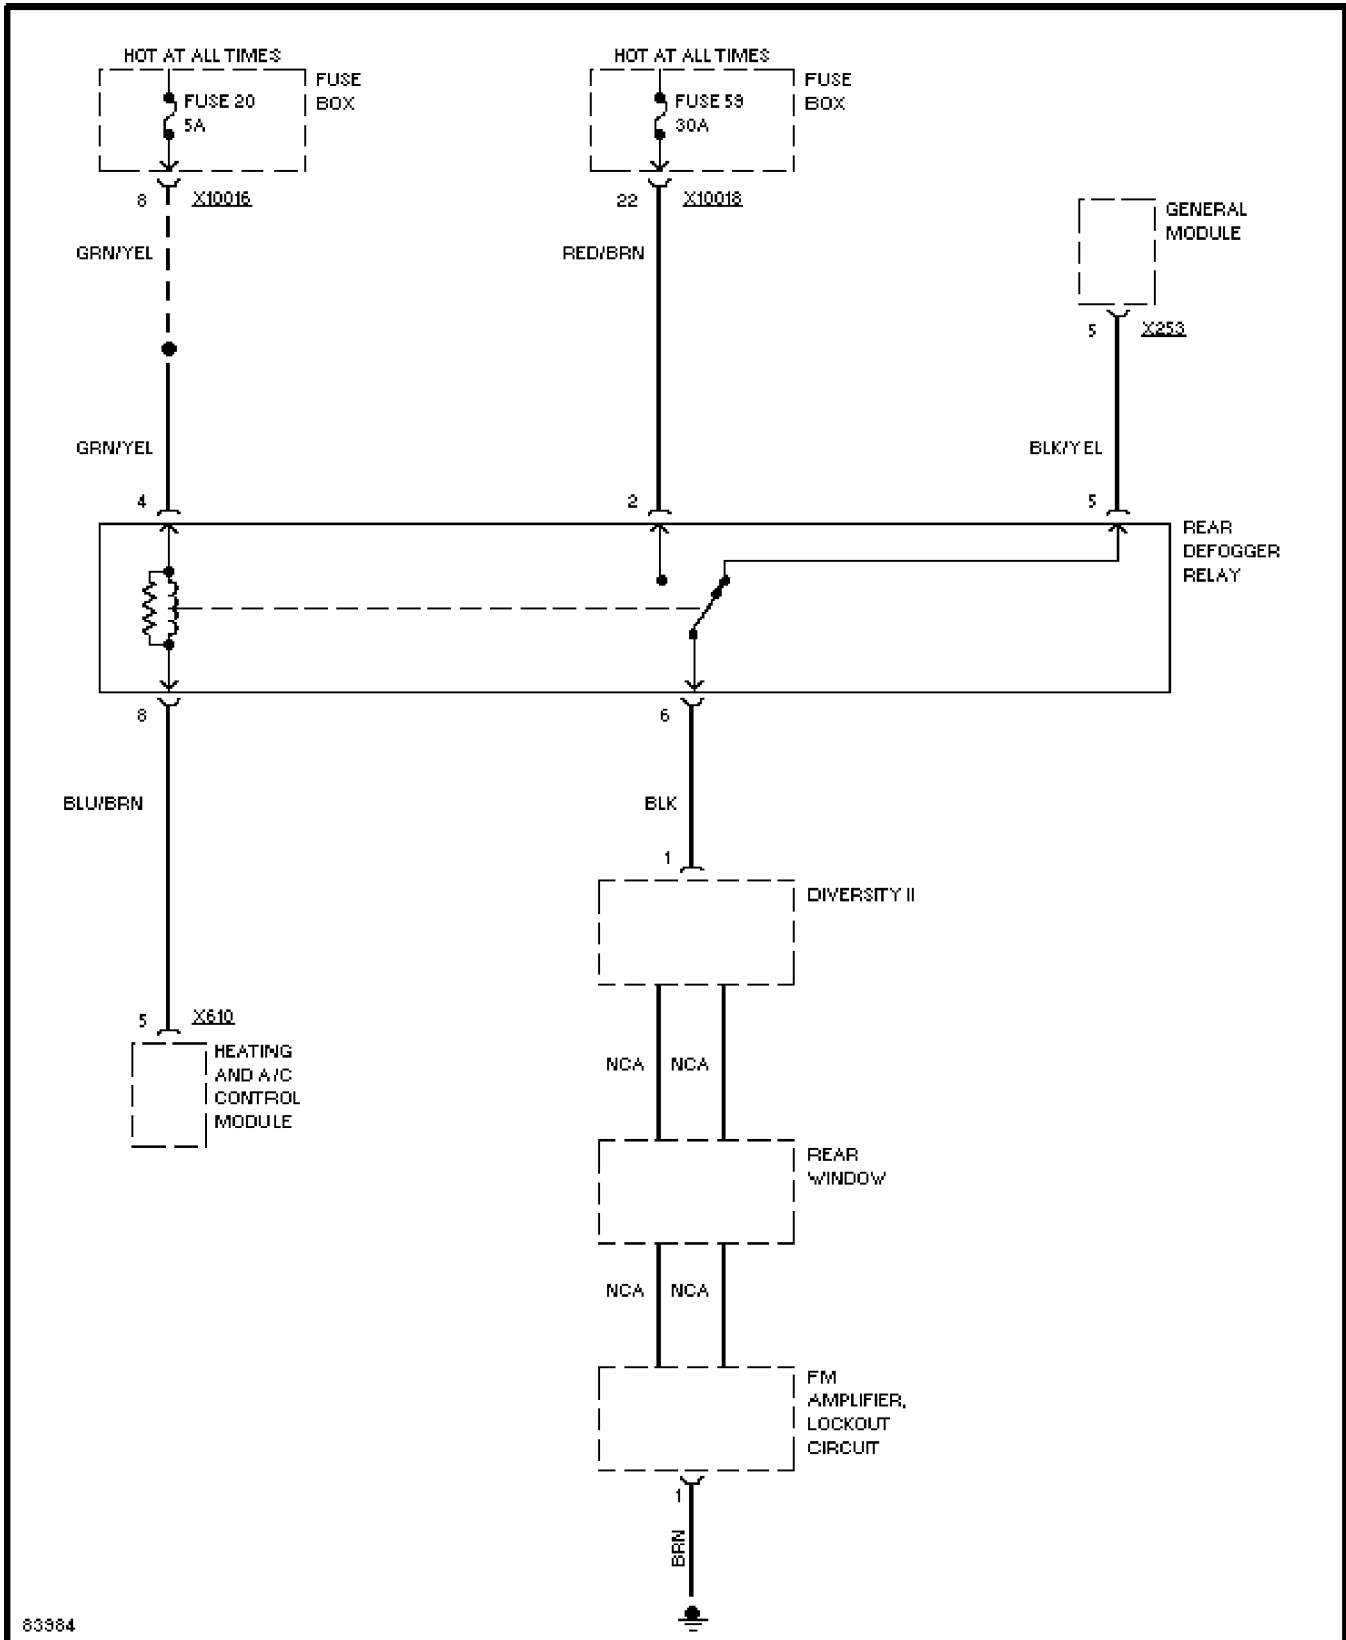 HOT AT ALL TIMES
FUSE 20
5A
FUSE
BOX
8
X10016
GRN/YEL
GRN/YEL
4
HOT AT ALL TIMES
FUSE 59
30A
FUSE
BOX
22
X10018
RED/BRN
2
GENERAL
MODULE
5
X253
BLK/YEL
5
REAR
DEFOGGER
RELAY
8
BLU/BRN
5
X610
HEATING
AND A/C
CONTROL
MODULE
6
BLK
1
DIVERSITY II
NCA
NCA
REAR
WINDOW
NCA
NCA
FM
AMPLIFIER,
LOCKOUT
CIRCUIT
1
BRN
83984